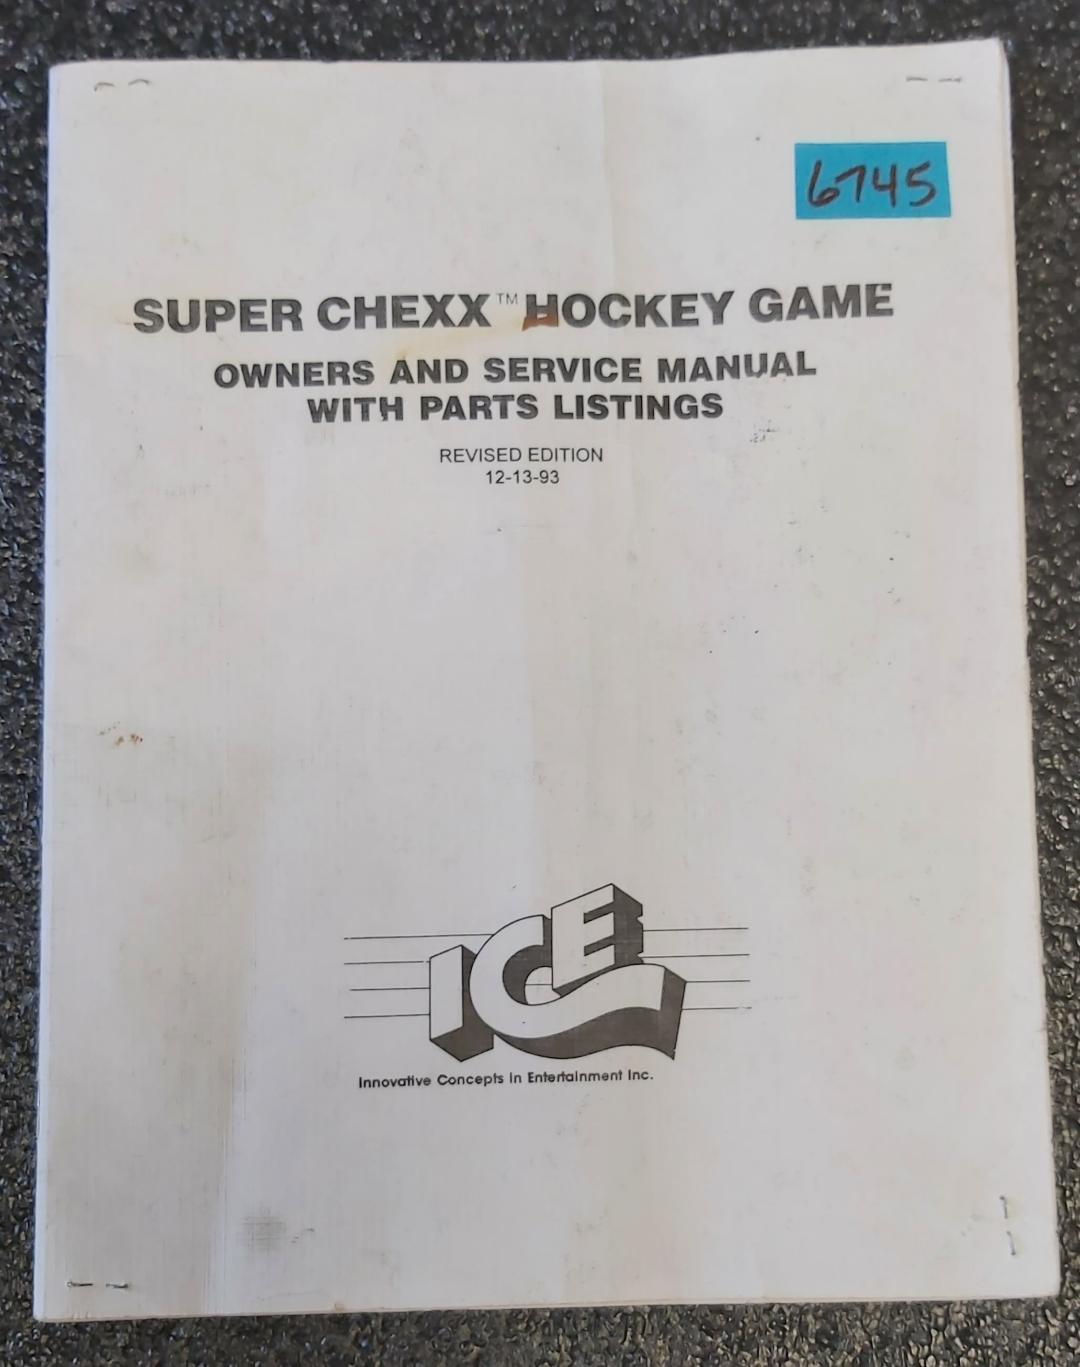 6745
SUPER CHEXX™ HOCKEY GAME
OWNERS AND SERVICE MANUAL
WITH PARTS LISTINGS
REVISED EDITION
12-13-93
ICE
Innovative Concepts in Entertainment Inc.